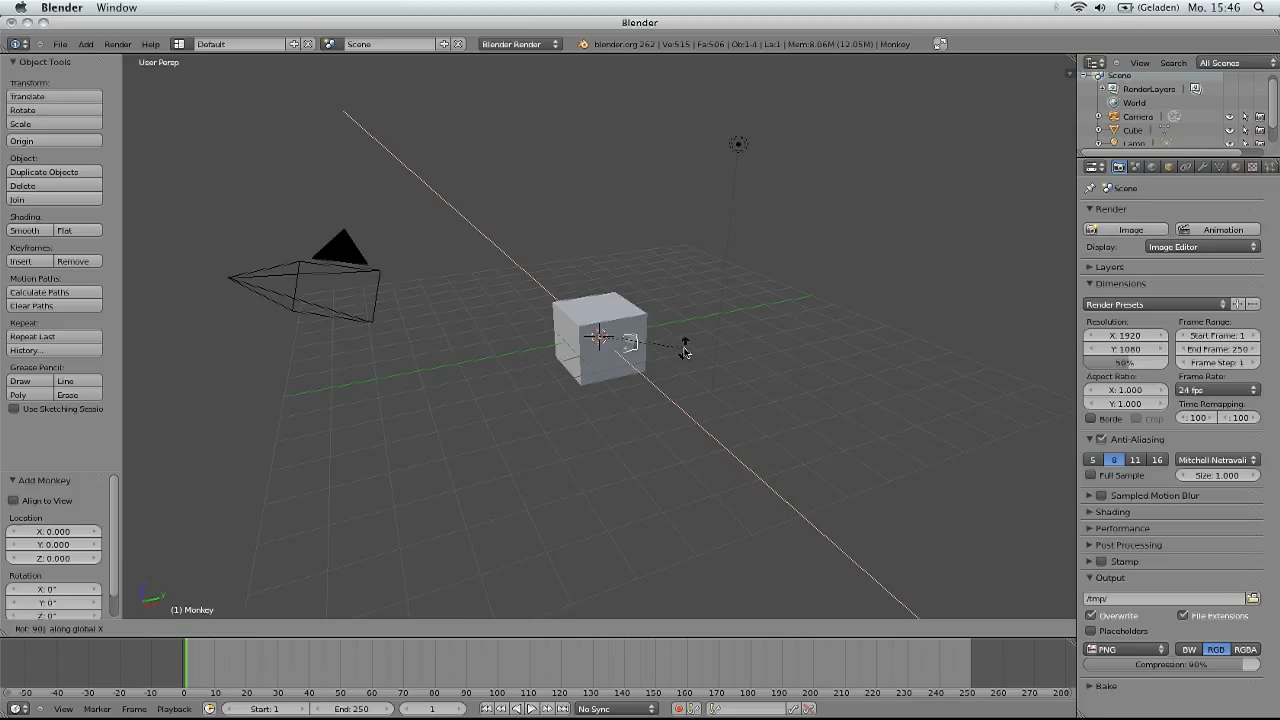 Blender Window (Geladen) Mo. 15:46
Blender
File Add Render Help Default Scene Blender Render blender.org 262 | Ve:515 | Fa:506 | Ob:1-4 | La:1 | Mem:8.06M (12.05M) | Monkey
Object Tools
Transform:
Translate
Rotate
Scale
Origin
Object:
Duplicate Objects
Delete
Join
Shading:
Smooth Flat
Keyframes:
Insert Remove
Motion Paths:
Calculate Paths
Clear Paths
Repeat:
Repeat Last
History...
Grease Pencil:
Draw Line
Poly Erase
Use Sketching Sessio
Add Monkey
Align to View
Location
X: 0.000
Y: 0.000
Z: 0.000
Rotation
X: 0°
Y: 0°
Z: 0°
User Persp
y
(1) Monkey
Rot: 90| along global X
View Search All Scenes
Scene
RenderLayers
World
Camera
Cube
Lamp
Scene
Render
Image Animation
Display: Image Editor
Layers
Dimensions
Render Presets
Resolution: Frame Range:
X: 1920 Start Frame: 1
Y: 1080 End Frame: 250
50% Frame Step: 1
Aspect Ratio: Frame Rate:
X: 1.000 24 fps
Y: 1.000 Time Remapping:
Borde Crop : 100 : 100
Anti-Aliasing
5 8 11 16 Mitchell-Netravali
Full Sample Size: 1.000
Sampled Motion Blur
Shading
Performance
Post Processing
Stamp
Output
/tmp/
Overwrite File Extensions
Placeholders
PNG BW RGB RGBA
Compression: 90%
Bake
-50 -40 -30 -20 -10 0 10 20 30 40 50 60 70 80 90 100 110 120 130 140 150 160 170 180 190 200 210 220 230 240 250 260 270 280
View Marker Frame Playback Start: 1 End: 250 1 No Sync